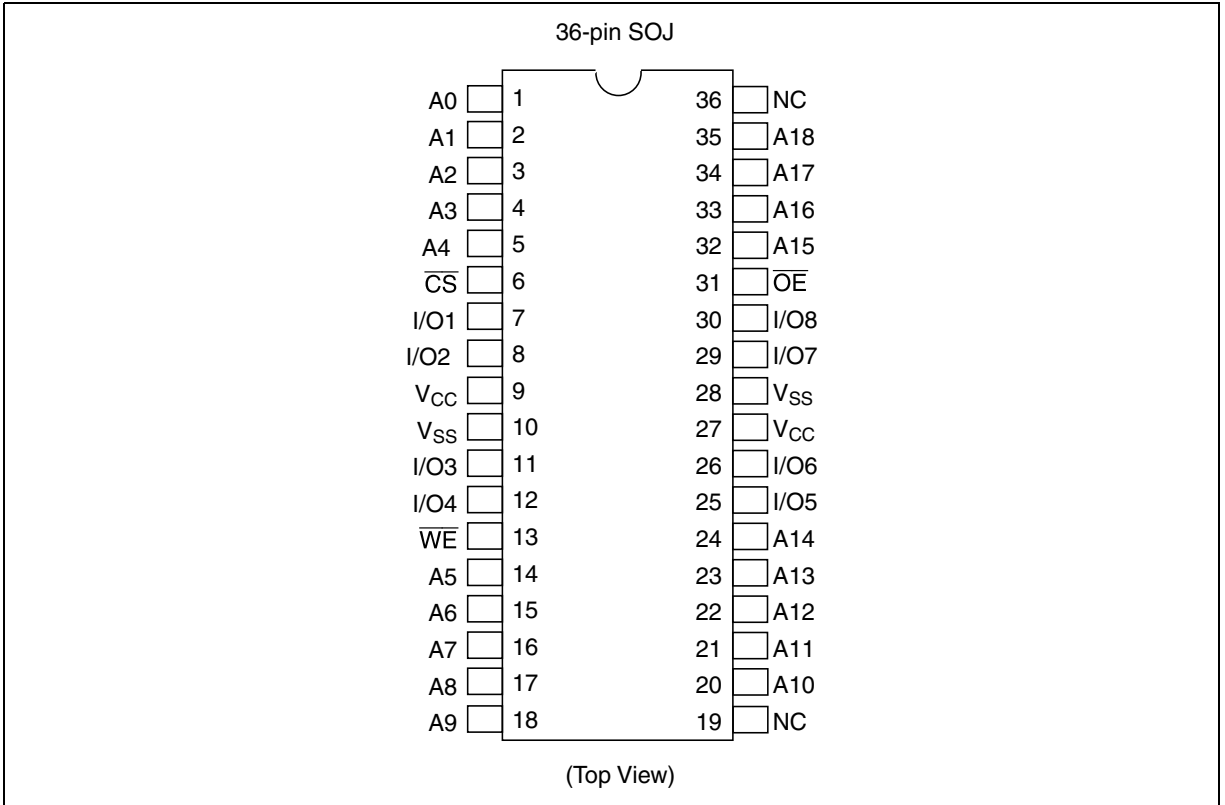 36-pin SOJ
A0 1 36 NC
A1 2 35 A18
A2 3 34 A17
A3 4 33 A16
A4 5 32 A15
C̅S̅ 6 31 O̅E̅
I/O1 7 30 I/O8
I/O2 8 29 I/O7
VCC 9 28 VSS
VSS 10 27 VCC
I/O3 11 26 I/O6
I/O4 12 25 I/O5
W̅E̅ 13 24 A14
A5 14 23 A13
A6 15 22 A12
A7 16 21 A11
A8 17 20 A10
A9 18 19 NC
(Top View)